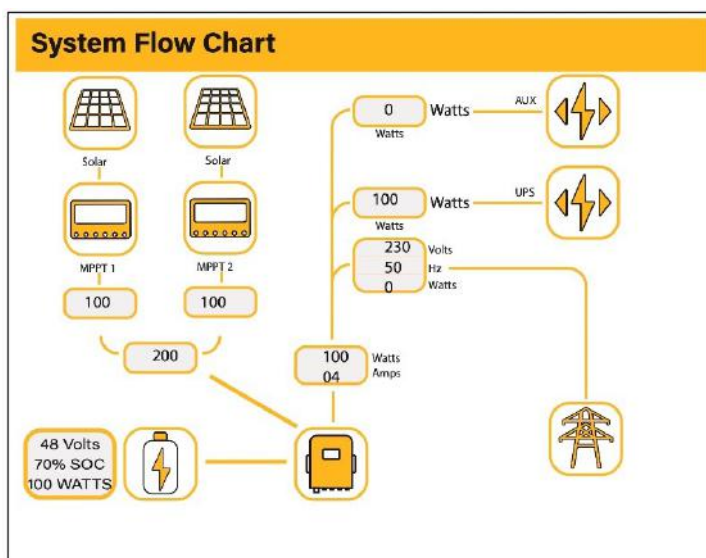 System Flow Chart
Solar
Solar
MPPT 1
MPPT 2
100
100
200
0 Watts
Watts
AUX
100 Watts
Watts
UPS
230 Volts
50 Hz
0 Watts
100 Watts
04 Amps
48 Volts
70% SOC
100 WATTS